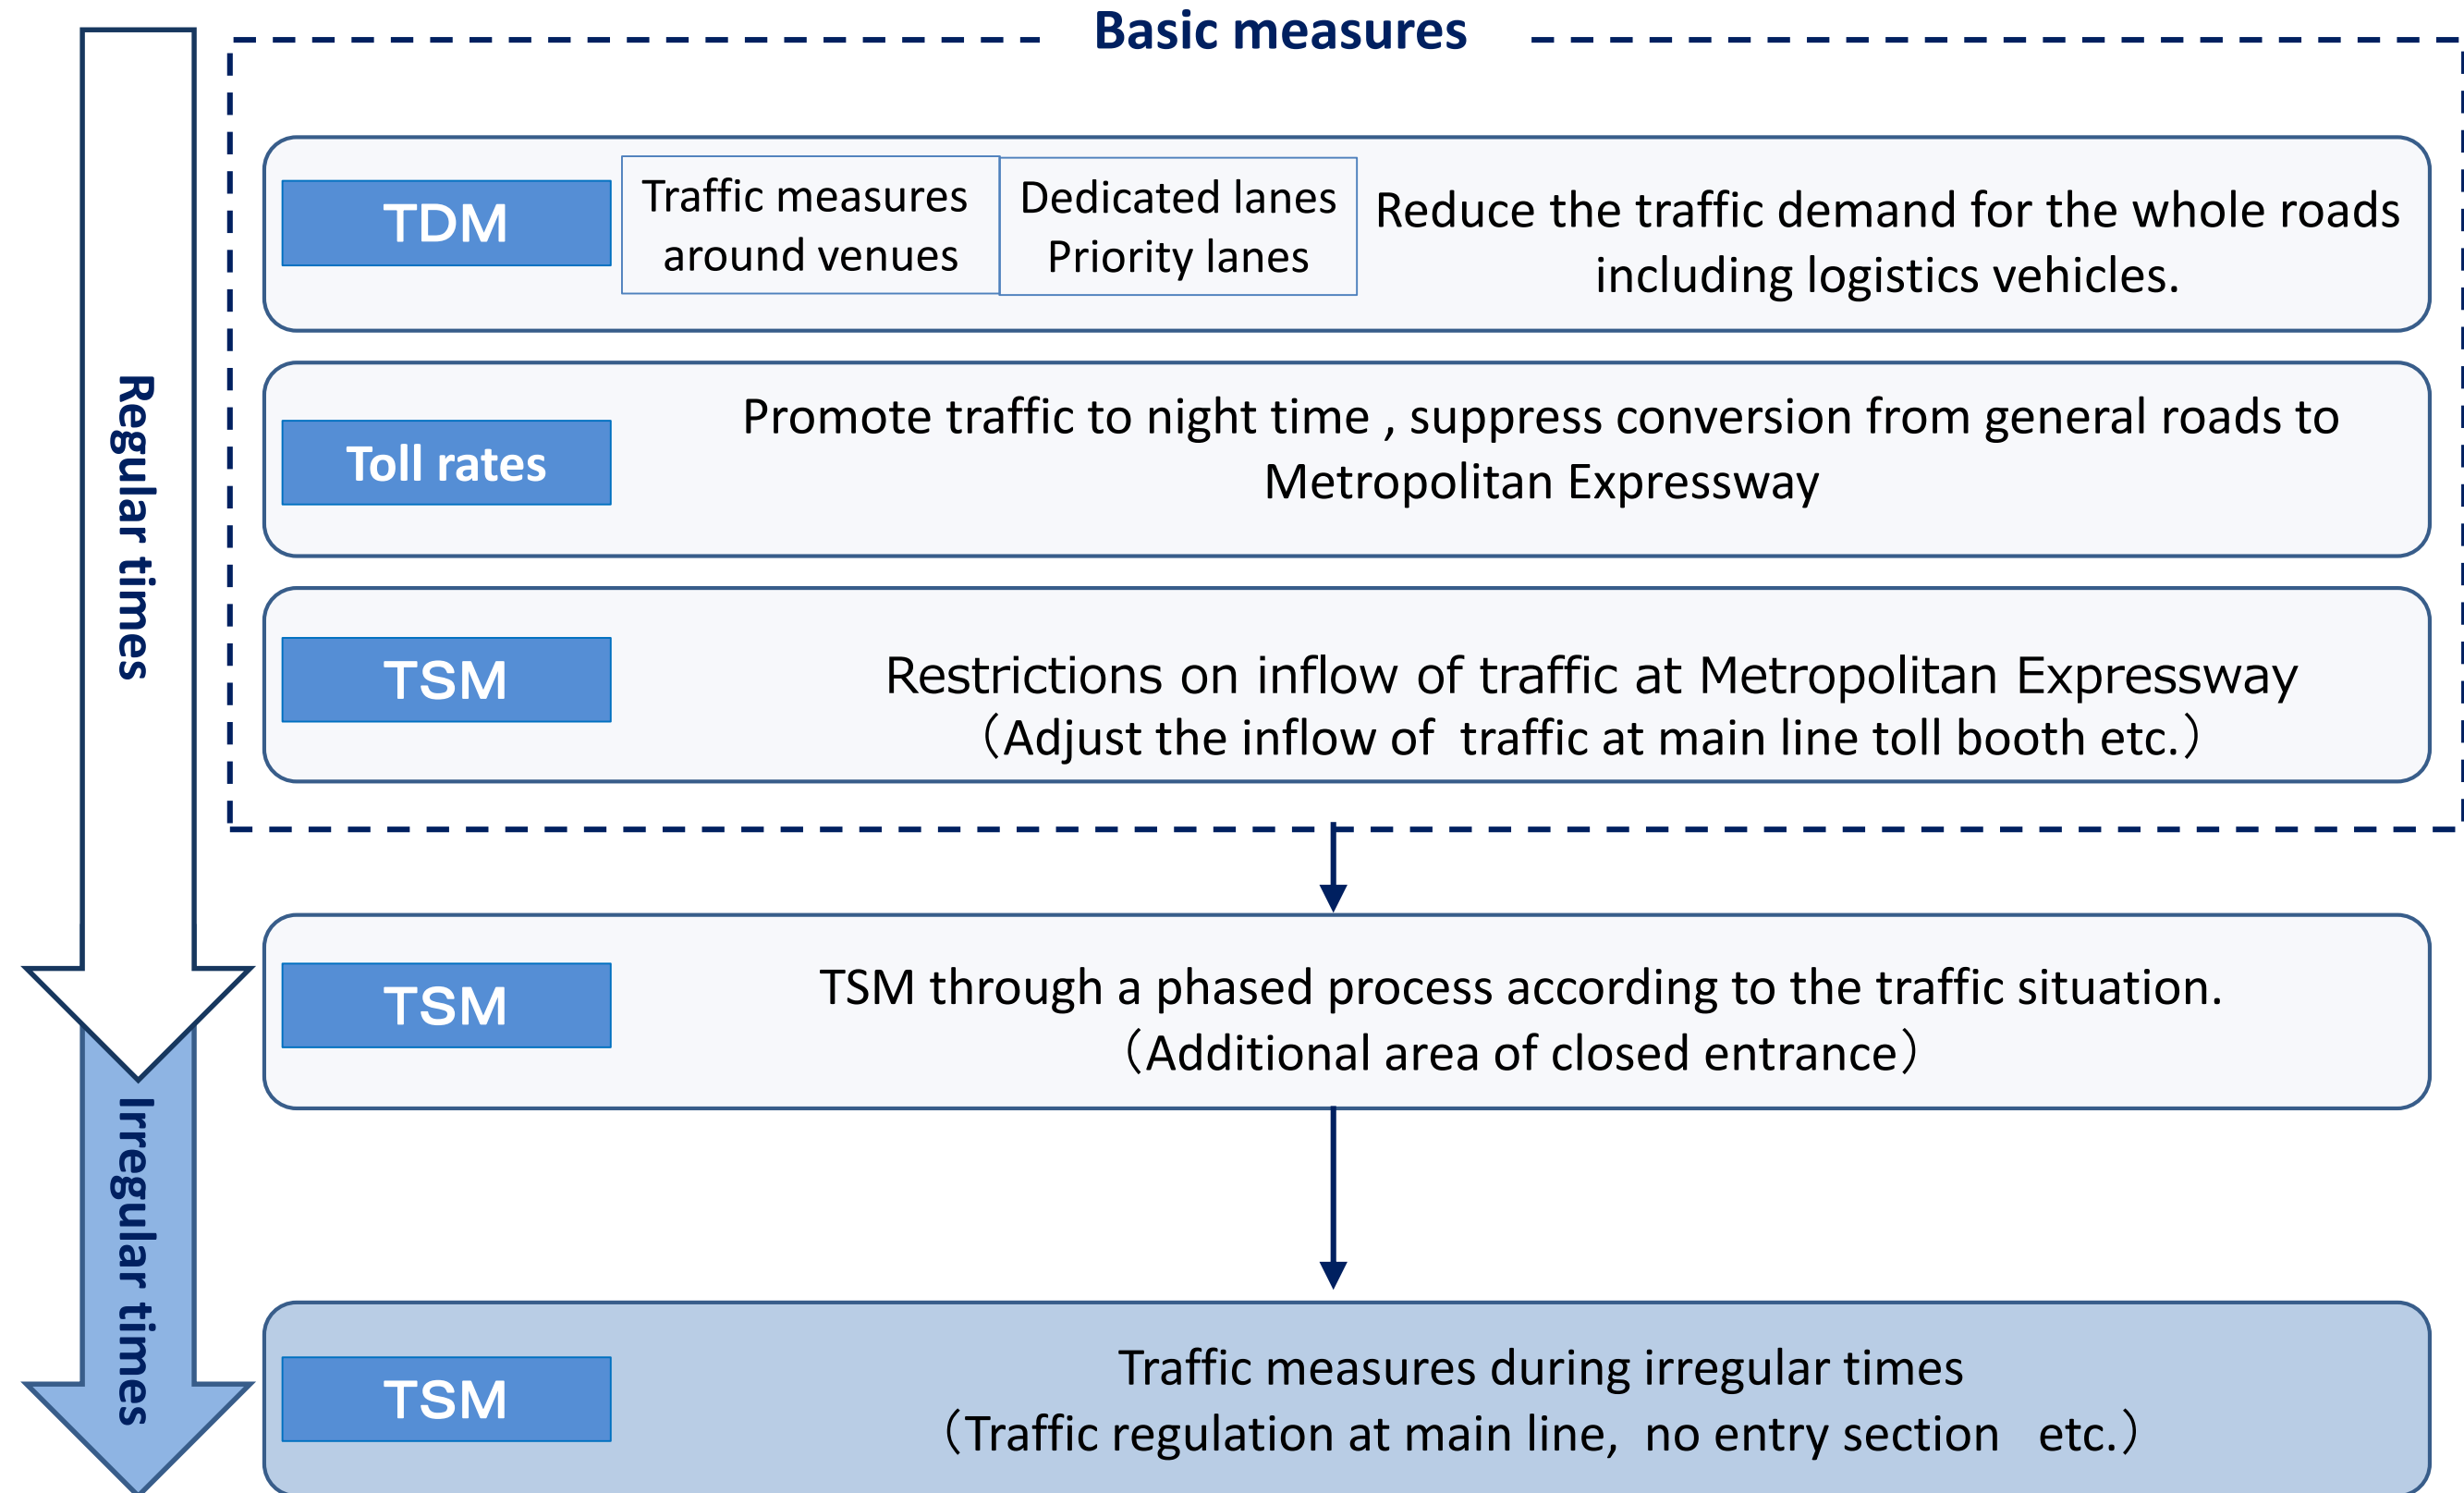 Basic measures
Regular times
TDM
Traffic measures
around venues
Dedicated lanes
Priority lanes
Reduce the traffic demand for the whole roads
including logistics vehicles.
Toll rates
Promote traffic to night time , suppress conversion from general roads to
Metropolitan Expressway
TSM
Restrictions on inflow of traffic at Metropolitan Expressway
（Adjust the inflow of  traffic at main line toll booth etc.）
TSM
TSM through a phased process according to the traffic situation.
（Additional area of closed entrance）
Irregular times
TSM
Traffic measures during irregular times
（Traffic regulation at main line,  no entry section   etc.）